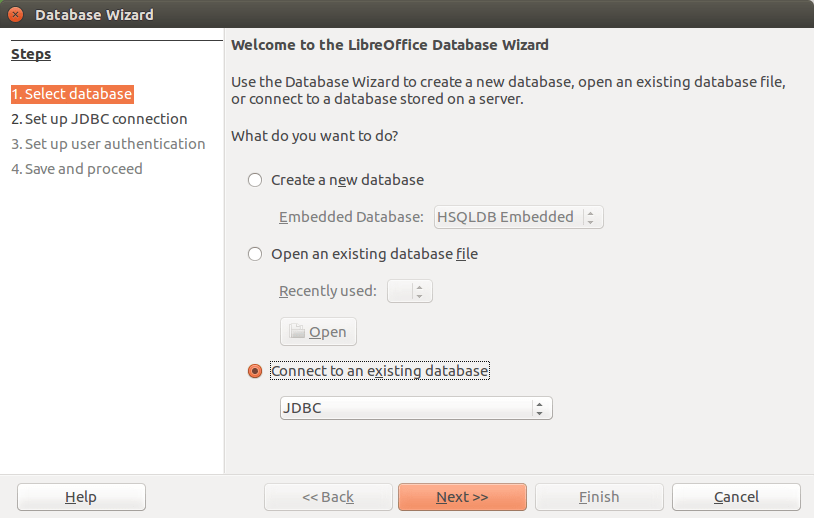 Database Wizard
Steps
1. Select database
2. Set up JDBC connection
3. Set up user authentication
4. Save and proceed
Welcome to the LibreOffice Database Wizard
Use the Database Wizard to create a new database, open an existing database file,
or connect to a database stored on a server.
What do you want to do?
Create a new database
Embedded Database: HSQLDB Embedded
Open an existing database file
Recently used:
Open
Connect to an existing database
JDBC
Help << Back Next >> Finish Cancel